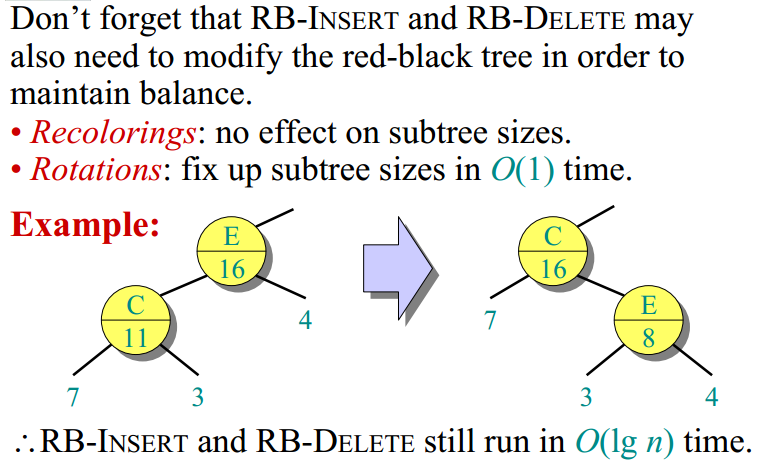 Don’t forget that RB-INSERT and RB-DELETE may
also need to modify the red-black tree in order to
maintain balance.
• Recolorings: no effect on subtree sizes.
• Rotations: fix up subtree sizes in O(1) time.
Example:
E
16
C
11
7
3
4
C
16
7
E
8
3
4
∴RB-INSERT and RB-DELETE still run in O(lg n) time.